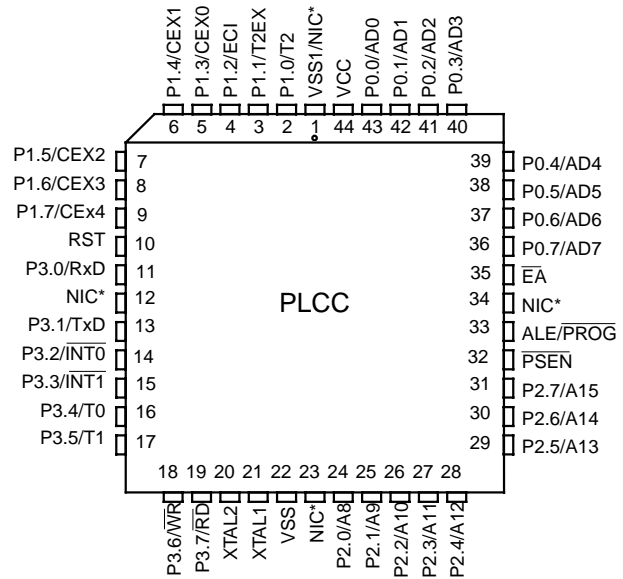 P1.4/CEX1
P1.3/CEX0
P1.2/ECI
P1.1/T2EX
P1.0/T2
VSS1/NIC*
VCC
P0.0/AD0
P0.1/AD1
P0.2/AD2
P0.3/AD3
6 5 4 3 2 1 44 43 42 41 40
P1.5/CEX2 7 39 P0.4/AD4
P1.6/CEX3 8 38 P0.5/AD5
P1.7/CEx4 9 37 P0.6/AD6
RST 10 36 P0.7/AD7
P3.0/RxD 11 35 E̅A̅
NIC* 12 34 NIC*
PLCC
P3.1/TxD 13 33 ALE/P̅R̅O̅G̅
P3.2/I̅N̅T̅0̅ 14 32 P̅S̅E̅N̅
P3.3/I̅N̅T̅1̅ 15 31 P2.7/A15
P3.4/T0 16 30 P2.6/A14
P3.5/T1 17 29 P2.5/A13
18 19 20 21 22 23 24 25 26 27 28
P3.6/W̅R̅
P3.7/R̅D̅
XTAL2
XTAL1
VSS
NIC*
P2.0/A8
P2.1/A9
P2.2/A10
P2.3/A11
P2.4/A12